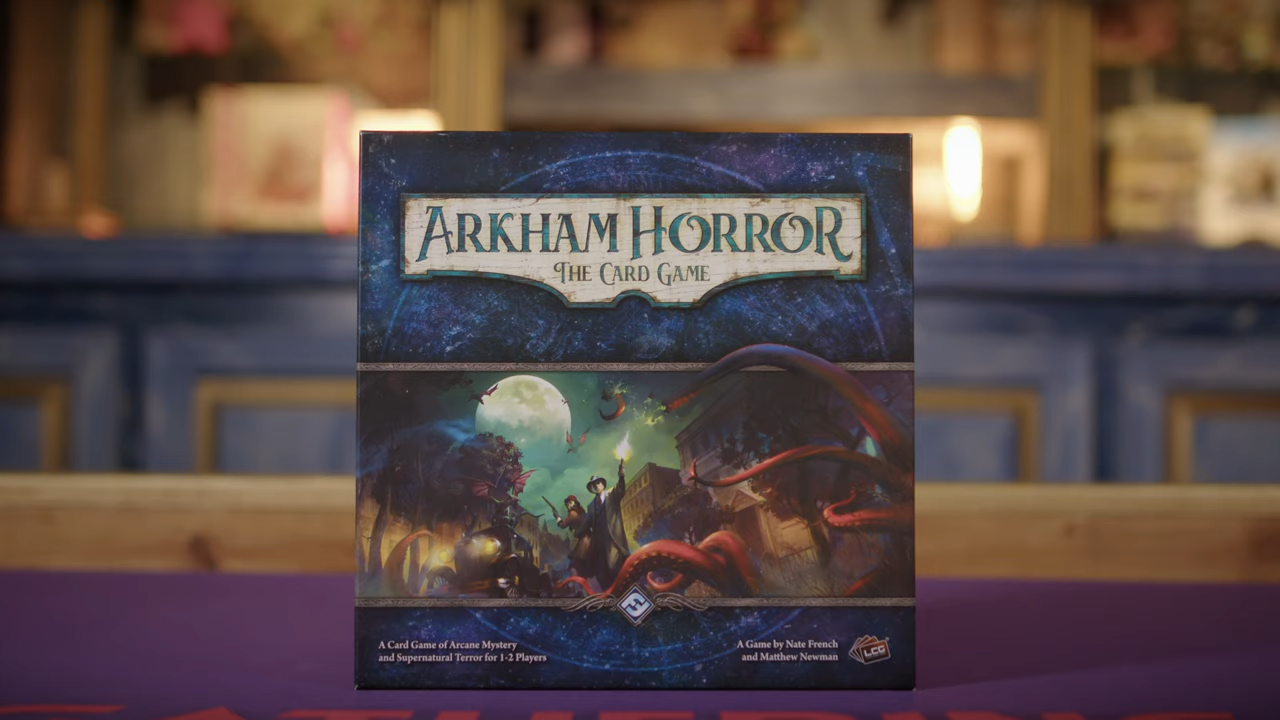 ARKHAM HORROR
THE CARD GAME
A Card Game of Arcane Mystery
and Supernatural Terror for 1-2 Players
A Game by Nate French
and Matthew Newman
LCG